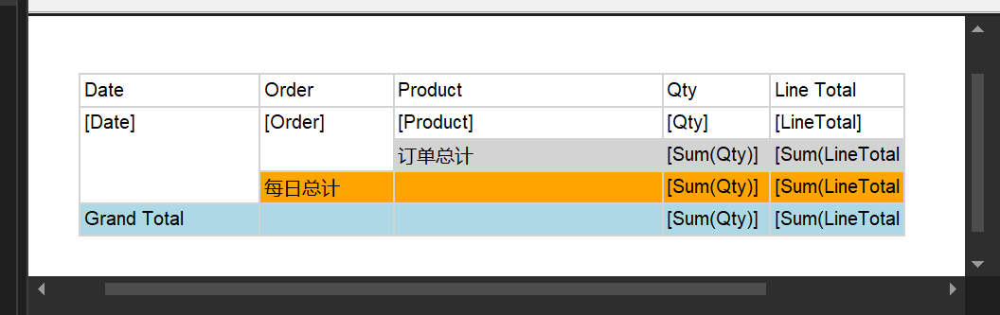 Date Order Product Qty Line Total
[Date] [Order] [Product] [Qty] [LineTotal]
订单总计 [Sum(Qty)] [Sum(LineTotal
每日总计 [Sum(Qty)] [Sum(LineTotal
Grand Total [Sum(Qty)] [Sum(LineTotal